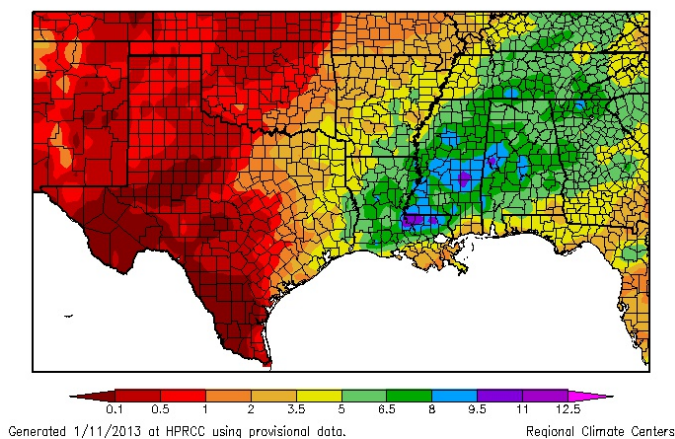 0.1 0.5 1 2 3.5 5 6.5 8 9.5 11 12.5
Generated 1/11/2013 at HPRCC using provisional data. Regional Climate Centers